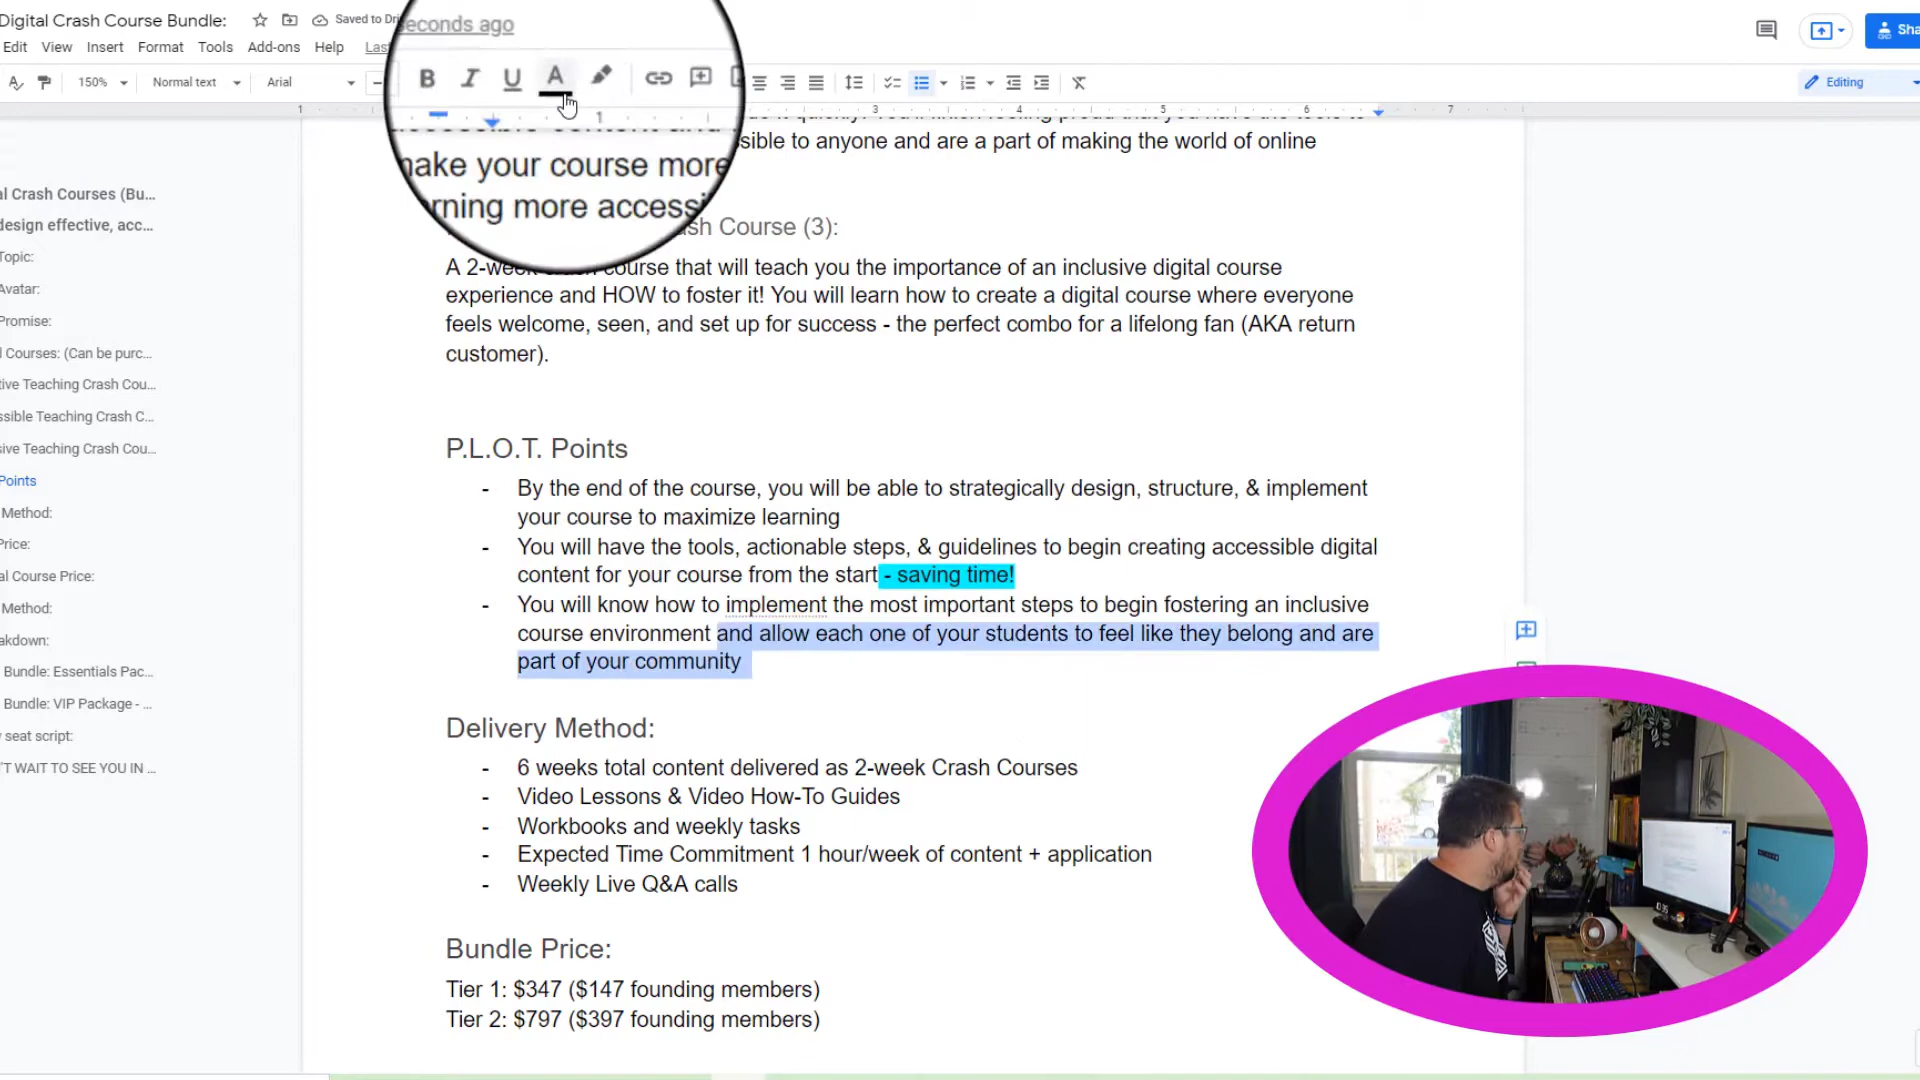 Digital Crash Course Bundle:
Saved to Dri
seconds ago
Sha
Edit View Insert Format Tools Add-ons Help Las
150% Normal text Arial
B I U A
Editing
1 1 3 4 5 6 7
make your course more
rning more accessi
sible to anyone and are a part of making the world of online
sh Course (3):
A 2-week crash course that will teach you the importance of an inclusive digital course
experience and HOW to foster it! You will learn how to create a digital course where everyone
feels welcome, seen, and set up for success - the perfect combo for a lifelong fan (AKA return
customer).
P.L.O.T. Points
- By the end of the course, you will be able to strategically design, structure, & implement
your course to maximize learning
- You will have the tools, actionable steps, & guidelines to begin creating accessible digital
content for your course from the start - saving time!
- You will know how to implement the most important steps to begin fostering an inclusive
course environment and allow each one of your students to feel like they belong and are
part of your community
Delivery Method:
- 6 weeks total content delivered as 2-week Crash Courses
- Video Lessons & Video How-To Guides
- Workbooks and weekly tasks
- Expected Time Commitment 1 hour/week of content + application
- Weekly Live Q&A calls
Bundle Price:
Tier 1: $347 ($147 founding members)
Tier 2: $797 ($397 founding members)
al Crash Courses (Bu...
design effective, acc...
Topic:
Avatar:
Promise:
l Courses: (Can be purc...
tive Teaching Crash Cou...
ssible Teaching Crash C...
sive Teaching Crash Cou...
Points
Method:
Price:
al Course Price:
Method:
akdown:
Bundle: Essentials Pac...
Bundle: VIP Package - ...
seat script:
'T WAIT TO SEE YOU IN ...